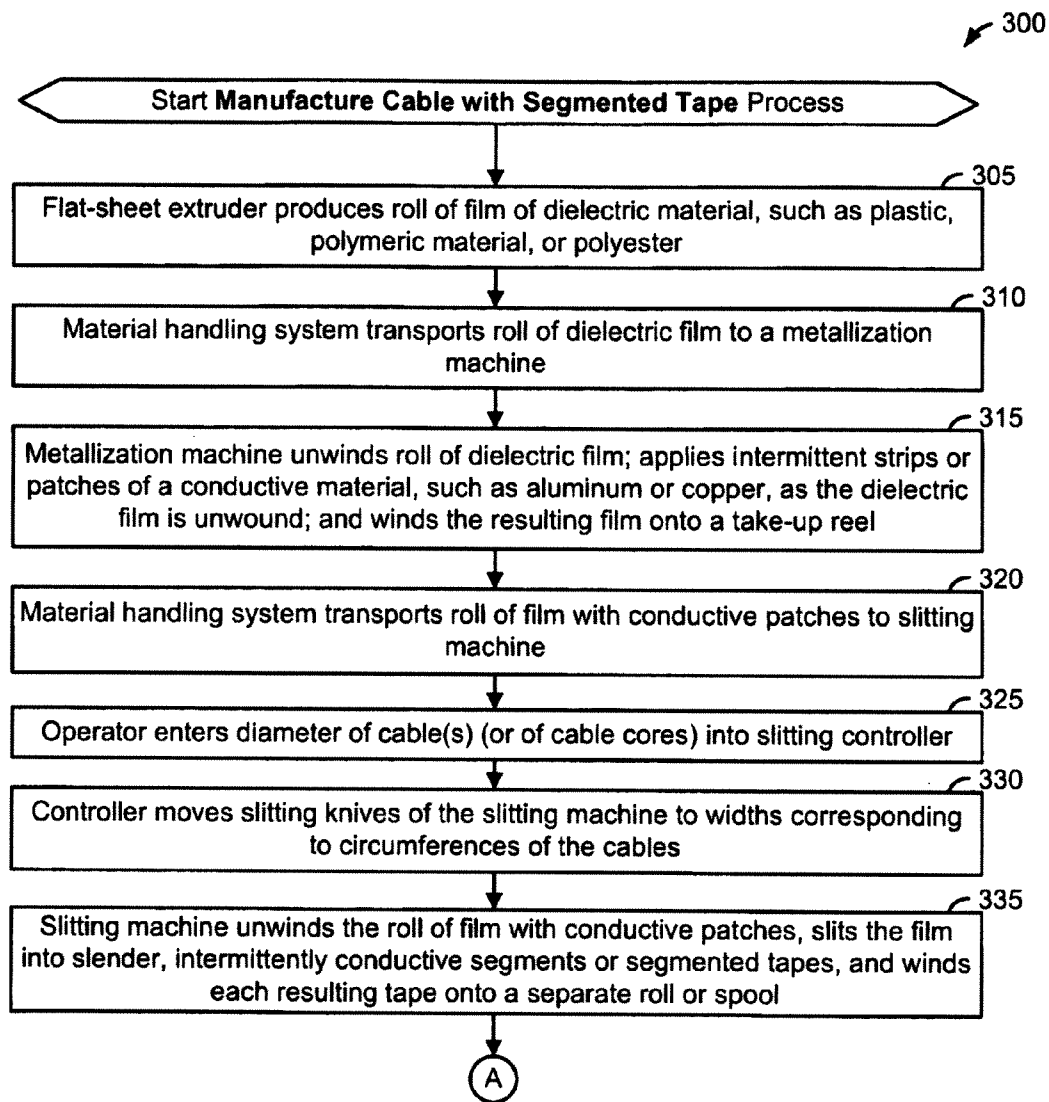 300
Start Manufacture Cable with Segmented Tape Process
305
Flat-sheet extruder produces roll of film of dielectric material, such as plastic,
polymeric material, or polyester
310
Material handling system transports roll of dielectric film to a metallization
machine
315
Metallization machine unwinds roll of dielectric film; applies intermittent strips or
patches of a conductive material, such as aluminum or copper, as the dielectric
film is unwound; and winds the resulting film onto a take-up reel
320
Material handling system transports roll of film with conductive patches to slitting
machine
325
Operator enters diameter of cable(s) (or of cable cores) into slitting controller
330
Controller moves slitting knives of the slitting machine to widths corresponding
to circumferences of the cables
335
Slitting machine unwinds the roll of film with conductive patches, slits the film
into slender, intermittently conductive segments or segmented tapes, and winds
each resulting tape onto a separate roll or spool
A